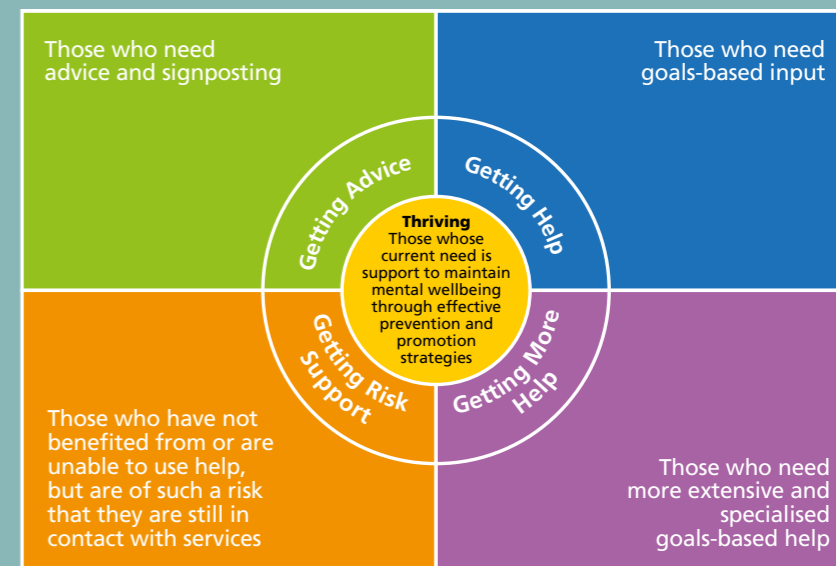 Those who need
advice and signposting
Those who need
goals-based input
Getting Advice
Getting Help
Thriving
Those whose
current need is
support to maintain
mental wellbeing
through effective
prevention and
promotion
strategies
Getting Risk
Support
Getting More
Help
Those who have not
benefited from or are
unable to use help,
but are of such a risk
that they are still in
contact with services
Those who need
more extensive and
specialised
goals-based help